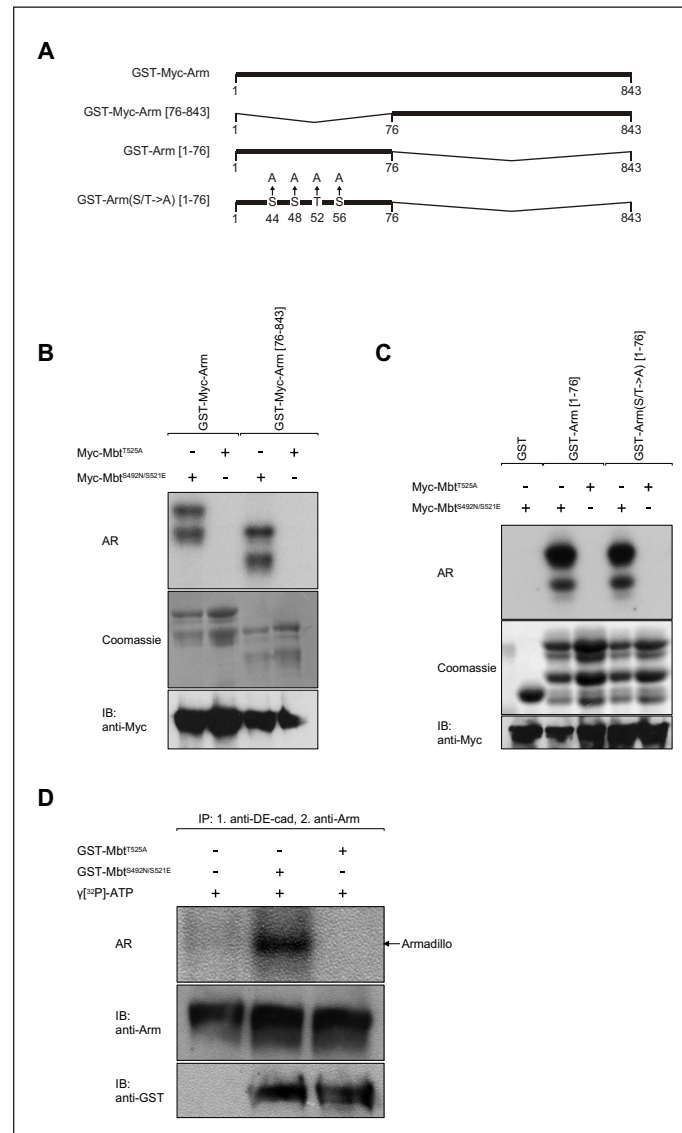 A
GST-Myc-Arm
1 843
GST-Myc-Arm [76-843]
1 76 843
GST-Arm [1-76]
1 76 843
A A A A
GST-Arm(S/T->A) [1-76]
S S T S
1 44 48 52 56 76 843
B
GST-Myc-Arm
GST-Myc-Arm [76-843]
Myc-Mbt^T525A - + - +
Myc-Mbt^S492N/S521E + - + -
AR
Coomassie
IB:
anti-Myc
C
GST
GST-Arm [1-76]
GST-Arm(S/T->A) [1-76]
Myc-Mbt^T525A - - + - +
Myc-Mbt^S492N/S521E + + - + -
AR
Coomassie
IB:
anti-Myc
D
IP: 1. anti-DE-cad, 2. anti-Arm
GST-Mbt^T525A - - +
GST-Mbt^S492N/S521E - + -
γ[³²P]-ATP + + +
AR
Armadillo
IB:
anti-Arm
IB:
anti-GST